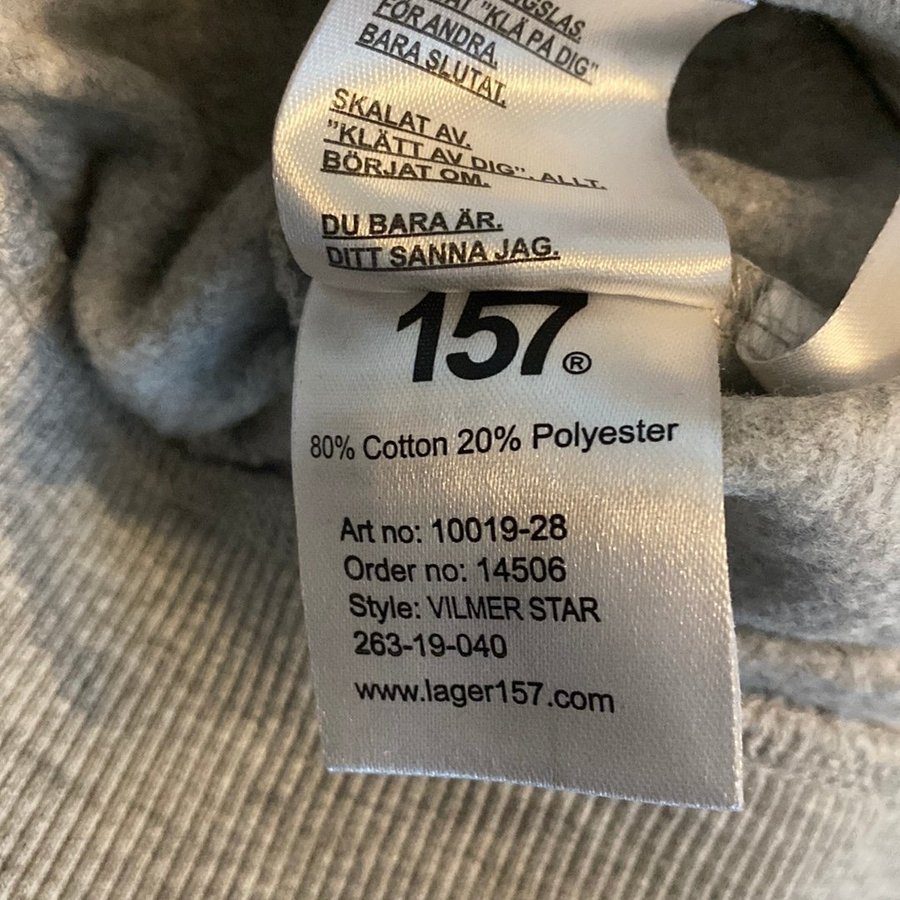 "KLÄ PÅ DIG"
FÖR ANDRA.
BARA SLUTAT.
SKALAT AV.
"KLÄTT AV DIG". ALLT.
BÖRJAT OM.
DU BARA ÄR.
DITT SANNA JAG.
157®
80% Cotton 20% Polyester
Art no: 10019-28
Order no: 14506
Style: VILMER STAR
263-19-040
www.lager157.com